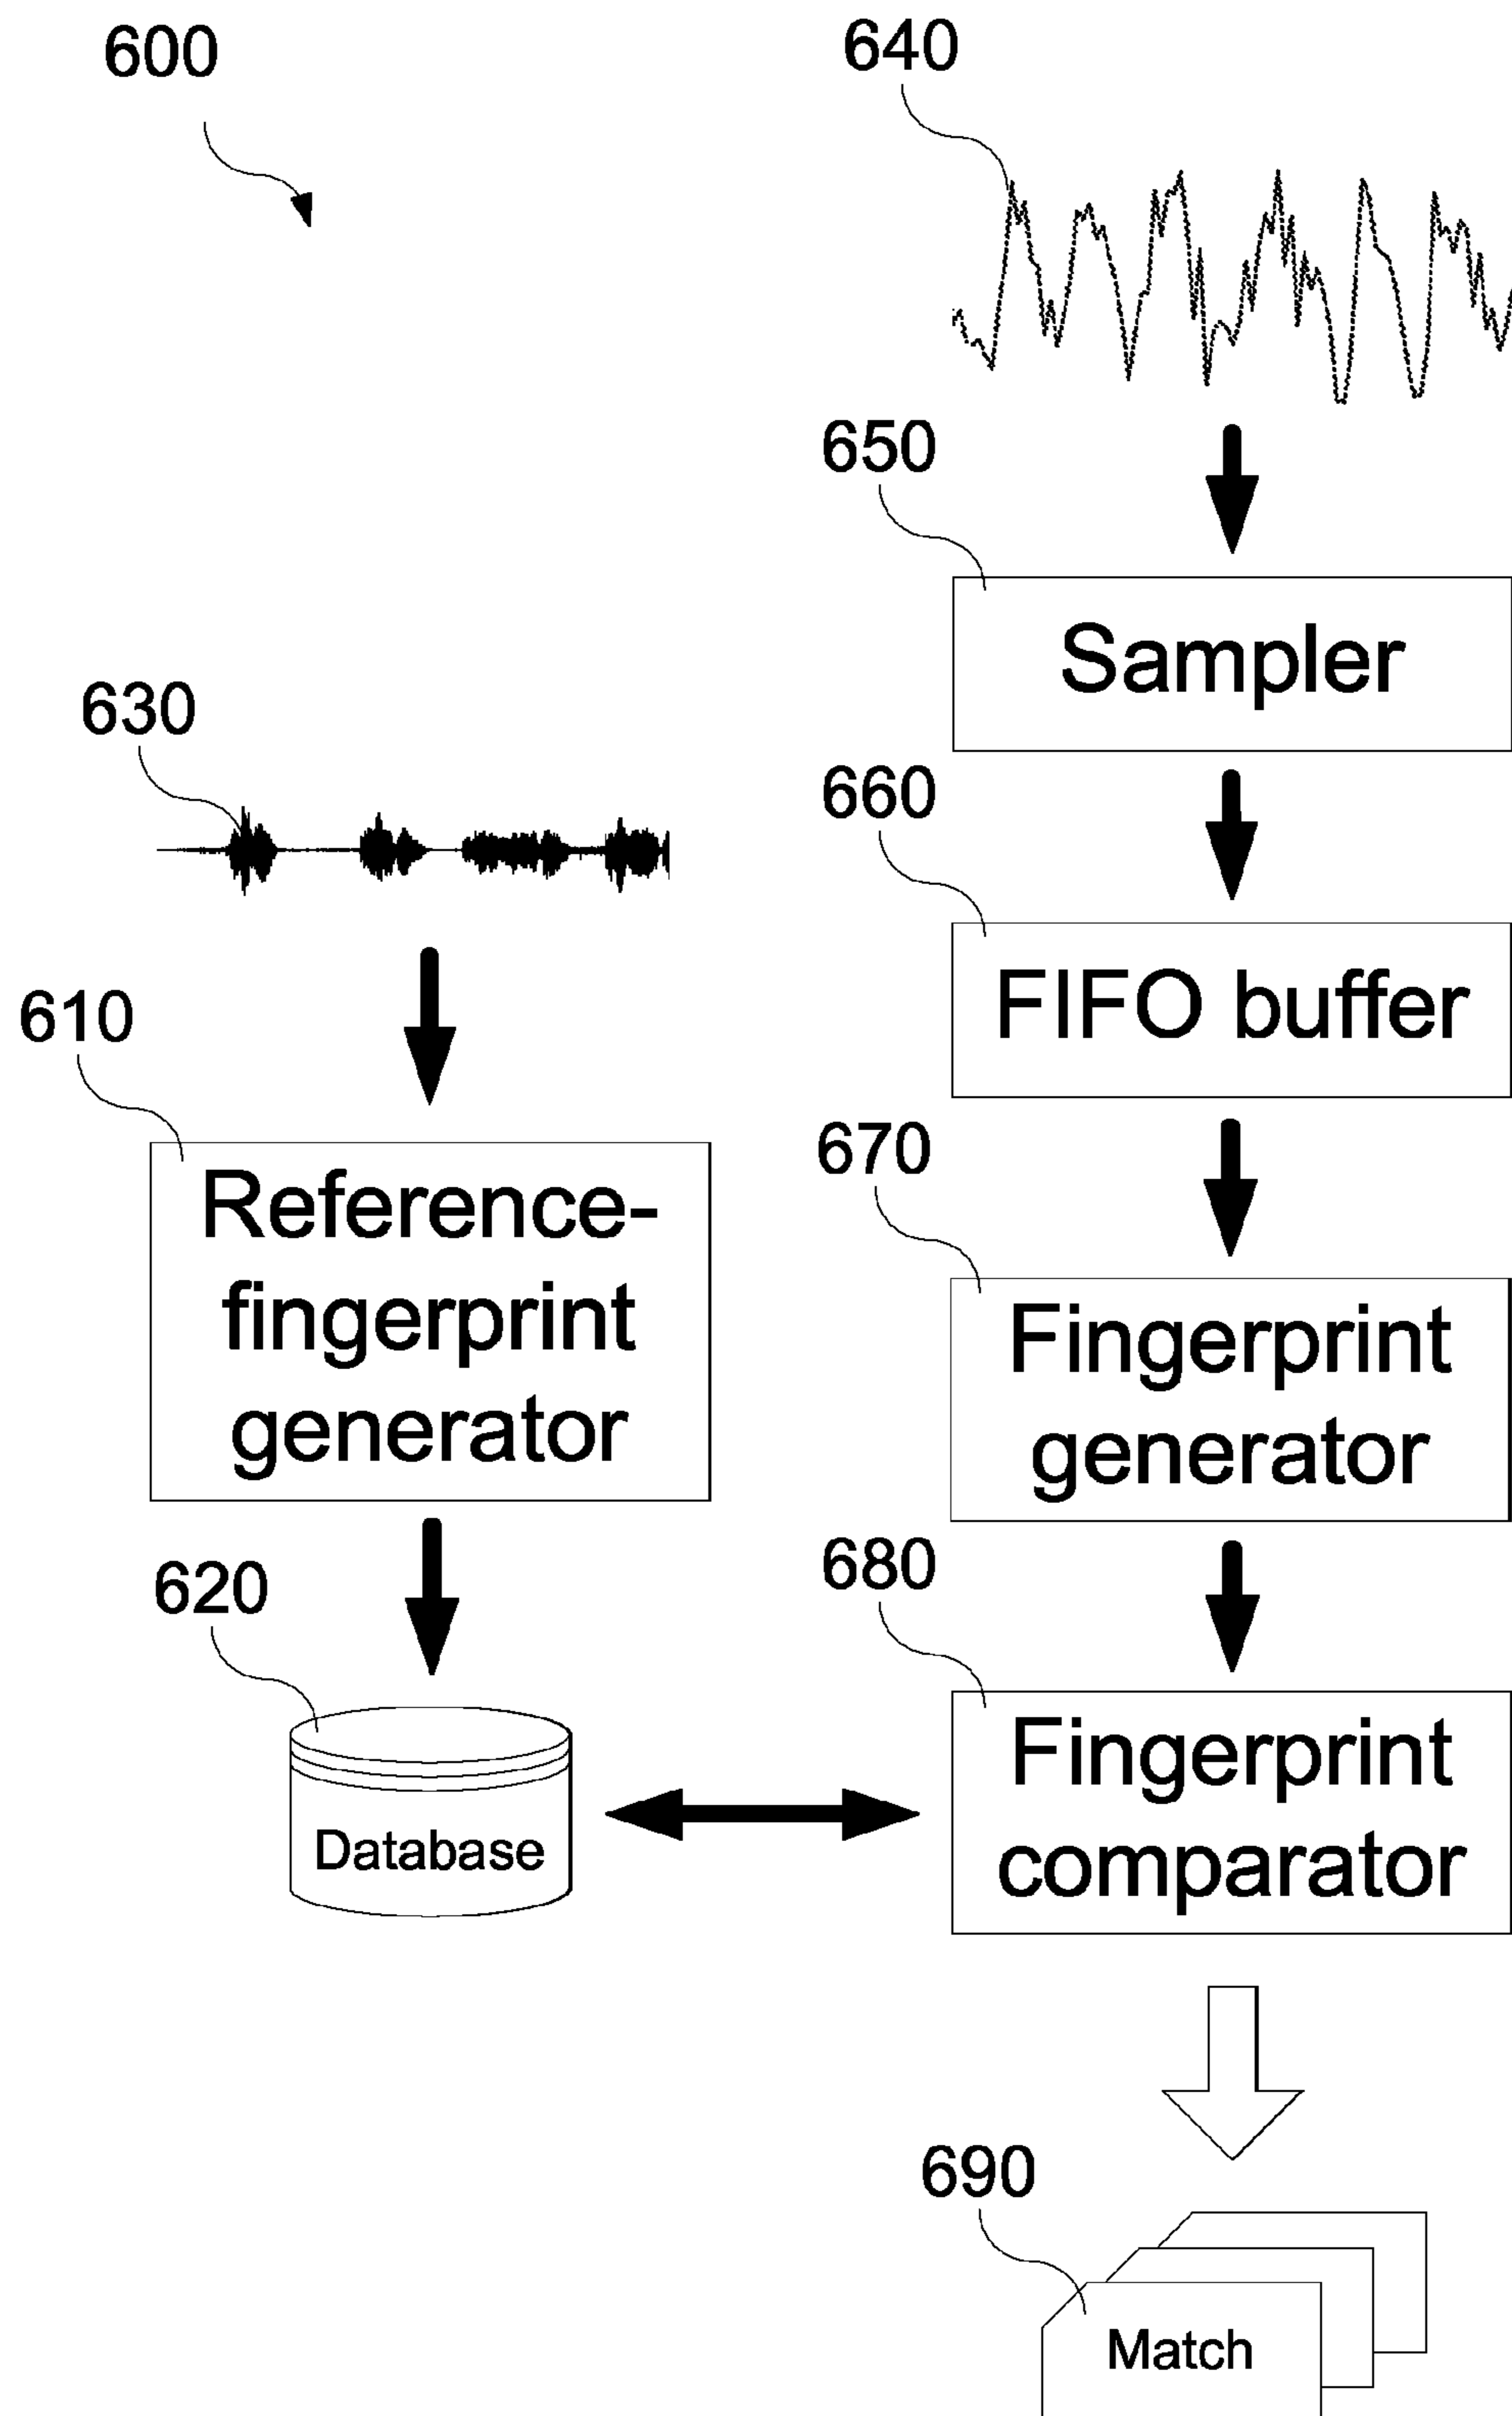 600
640
650
Sampler
630
660
FIFO buffer
610
670
Reference-
fingerprint
generator
Fingerprint
generator
620
680
Database
Fingerprint
comparator
690
Match